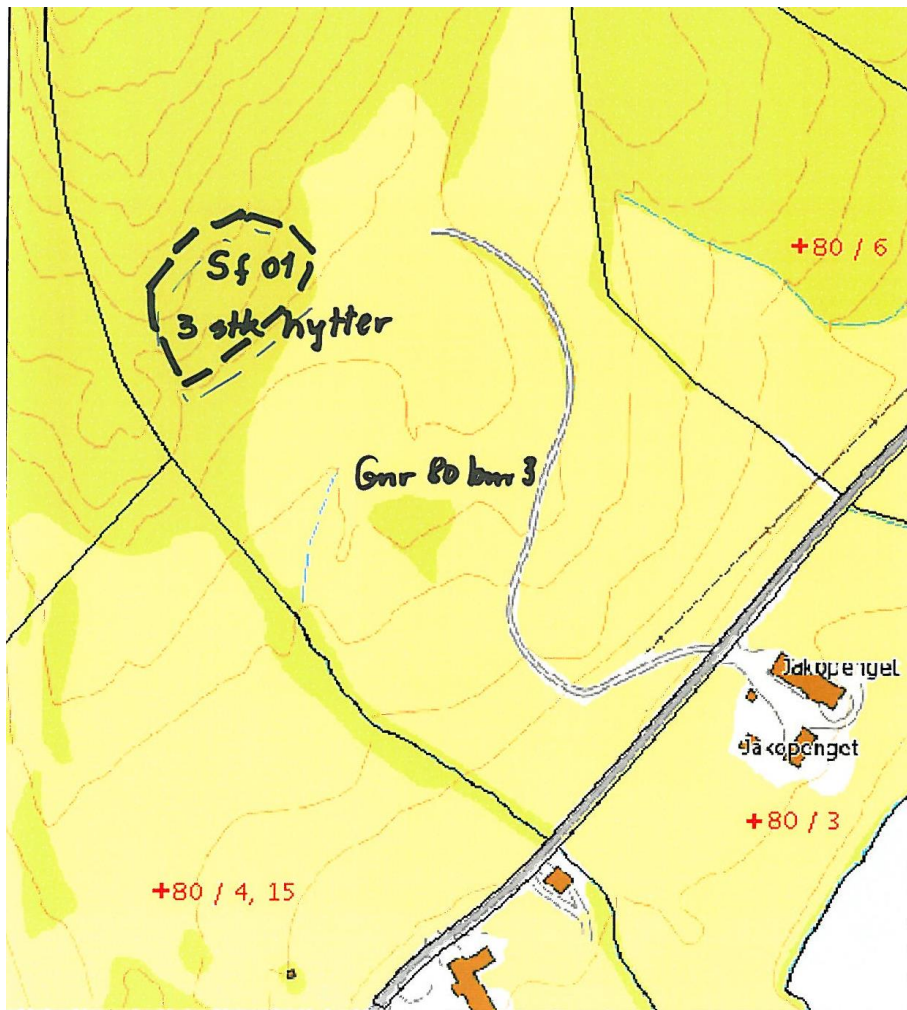 +80 / 6
Sf 01
3 stk hytter
Gnr 80 bnr 3
Jakopenget
Jakopenget
+80 / 3
+80 / 4, 15